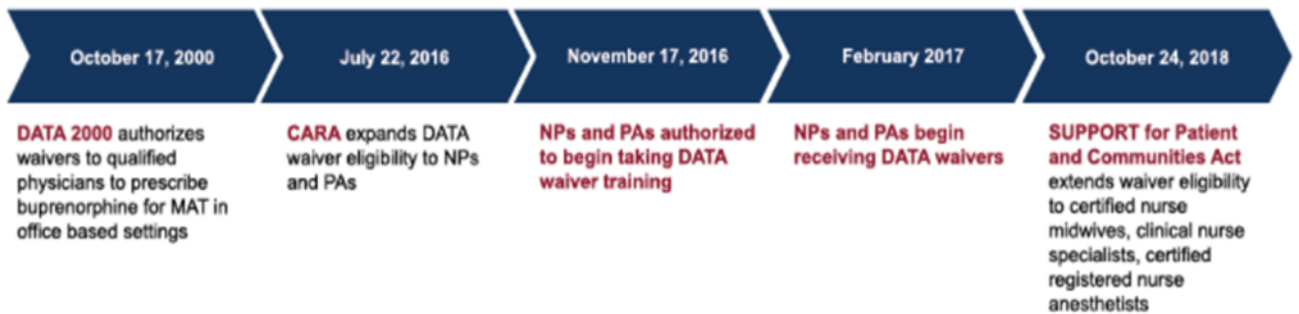 October 17, 2000
July 22, 2016
November 17, 2016
February 2017
October 24, 2018
DATA 2000 authorizes
waivers to qualified
physicians to prescribe
buprenorphine for MAT in
office based settings
CARA expands DATA
waiver eligibility to NPs
and PAs
NPs and PAs authorized
to begin taking DATA
waiver training
NPs and PAs begin
receiving DATA waivers
SUPPORT for Patient
and Communities Act
extends waiver eligibility
to certified nurse
midwives, clinical nurse
specialists, certified
registered nurse
anesthetists